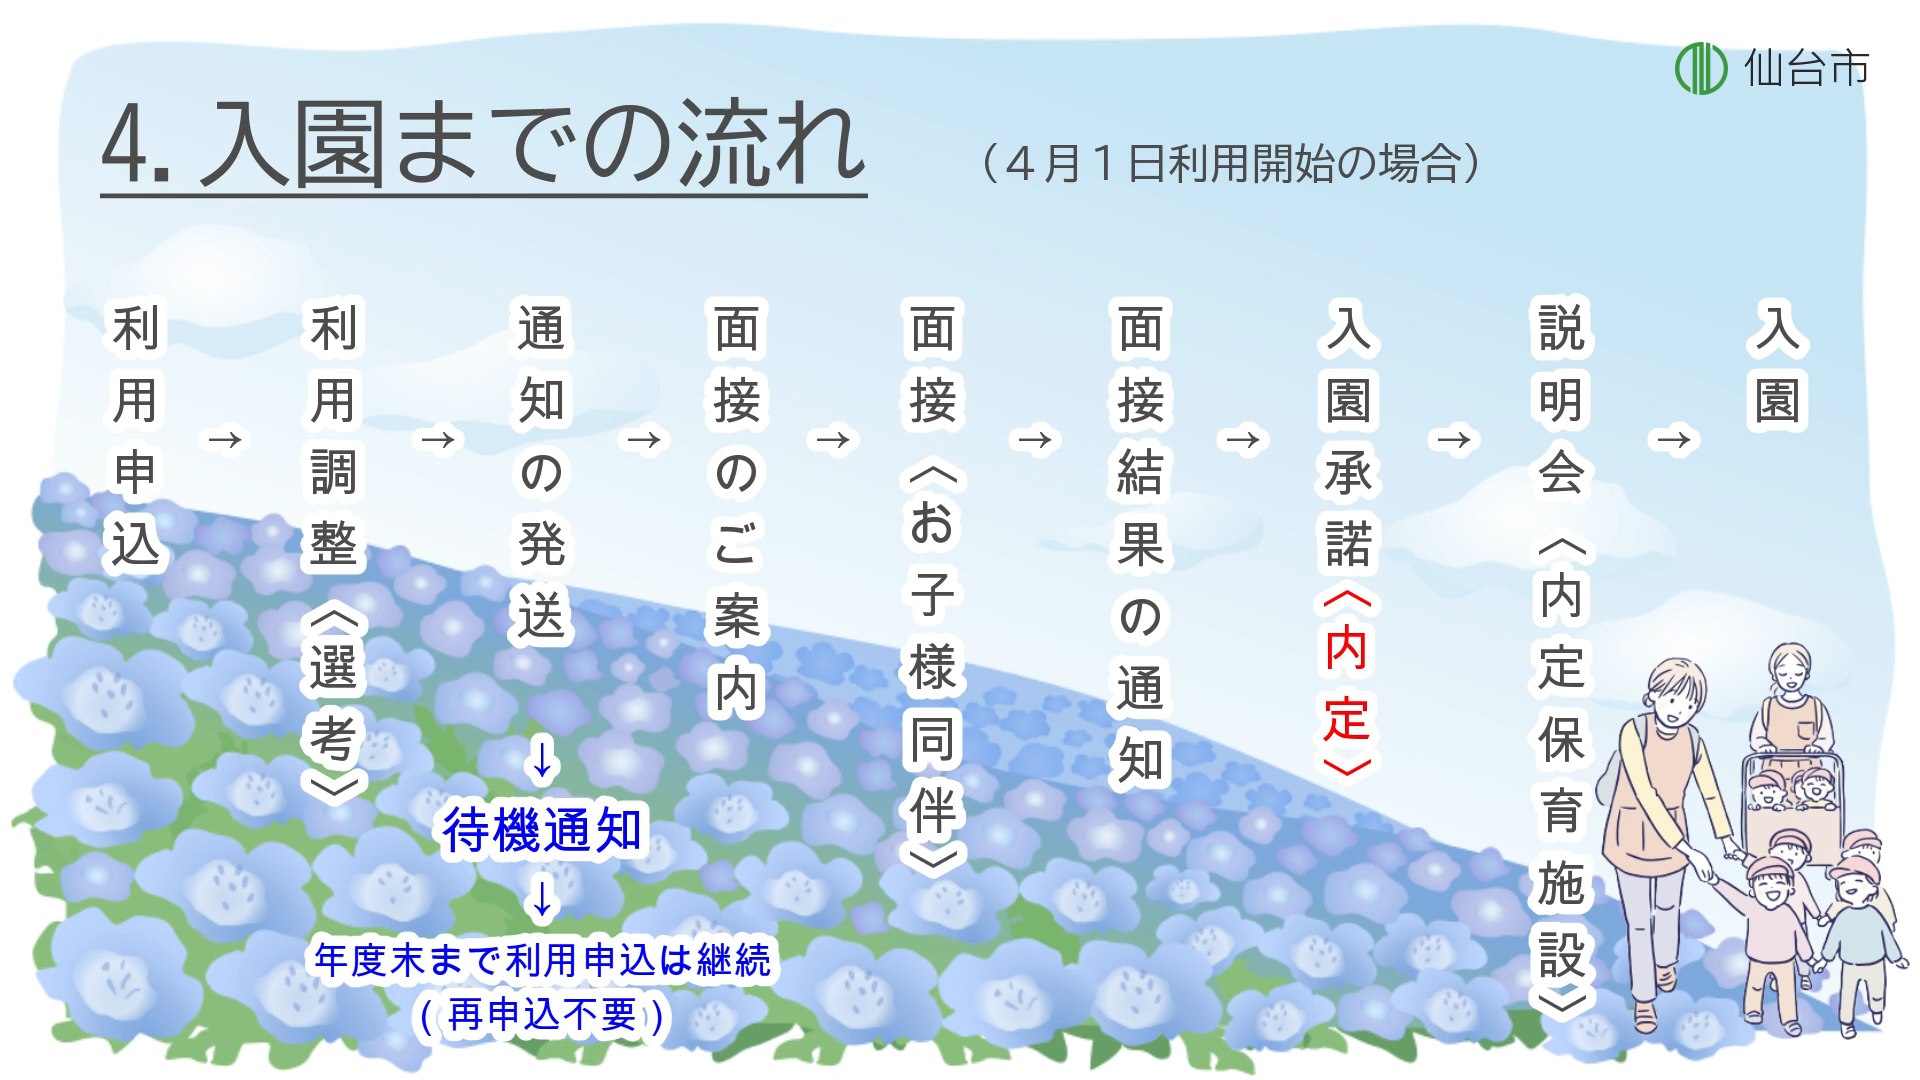 仙台市
4.入園までの流れ
（４月１日利用開始の場合）
利用申込
→
利用調整《選考》
→
通知の発送
→
面接のご案内
→
面接〈お子様同伴〉
→
面接結果の通知
→
入園承諾〈内定〉
→
説明会〈内定保育施設〉
→
入園
↓
待機通知
↓
年度末まで利用申込は継続
(再申込不要)